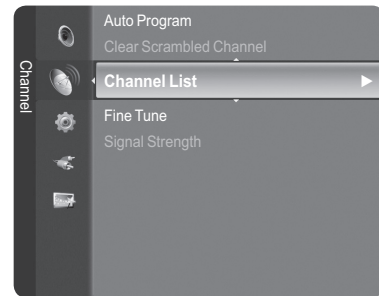 Channel
Auto Program
Clear Scrambled Channel
Channel List
Fine Tune
Signal Strength